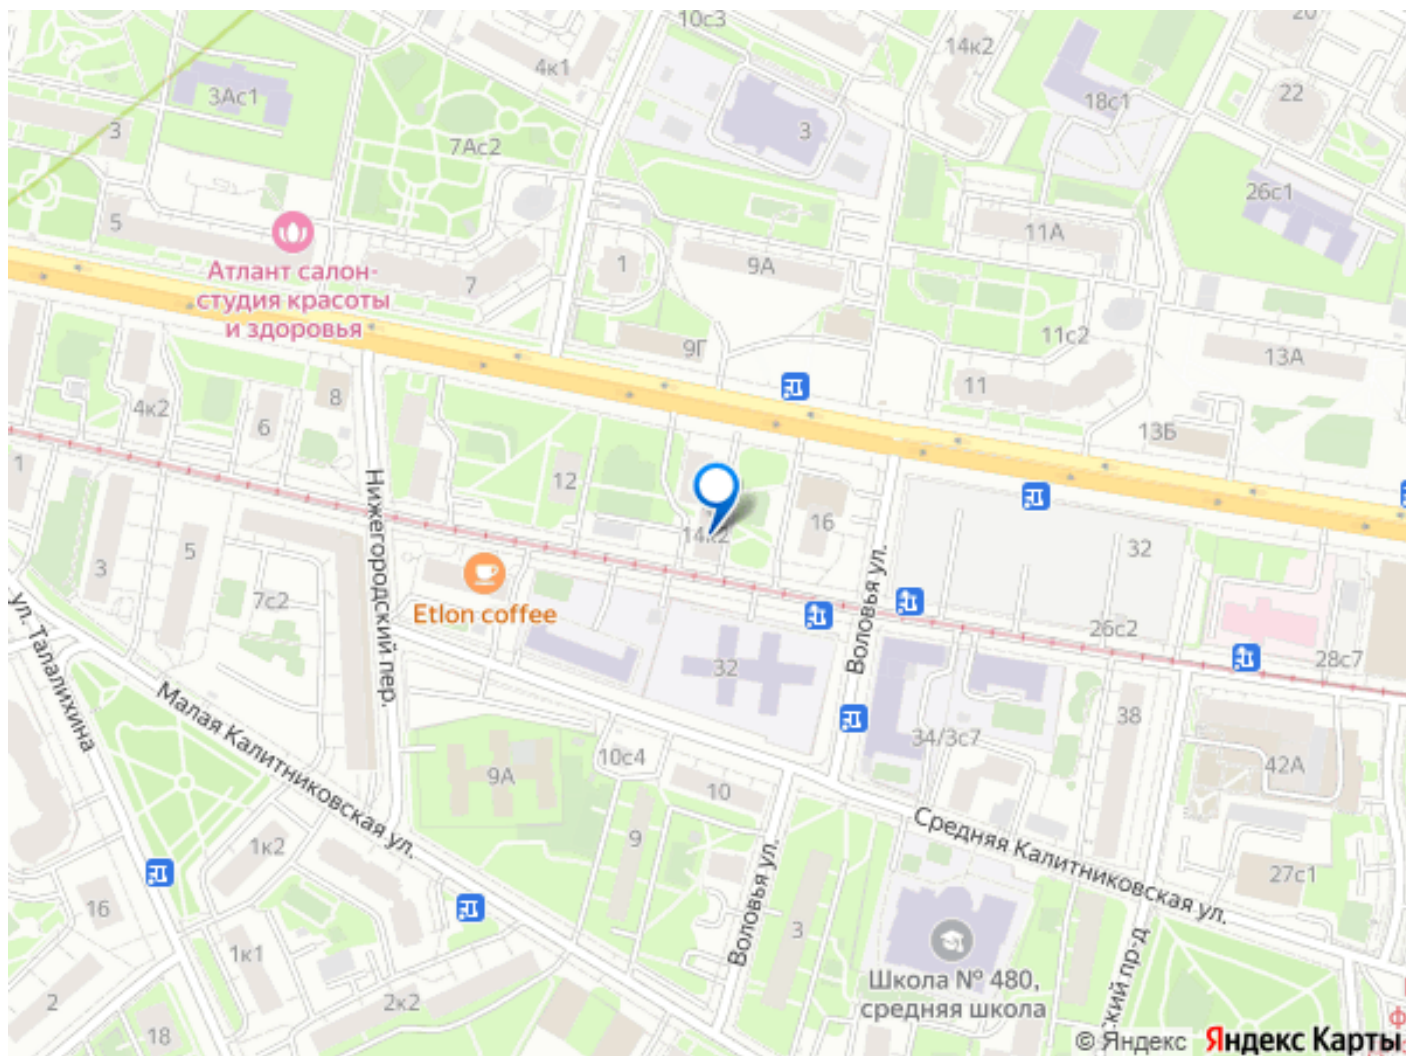 10с3
20
4к1
14к2
3Ас1
18с1
22
3
3
7Ас2
26с1
5
11А
1
9А
7
Атлант салон-
студия красоты
и здоровья
9Г
11с2
13А
11
8
4к2
6
13Б
1
12
14к2
16
32
Нижегородский пер.
5
3
7с2
Etlon coffee
Воловья ул.
26с2
28с7
ул. Талалихина
32
Малая Калитниковская ул.
38
34/3с7
9А
10с4
10
42А
Средняя Калитниковская ул.
9
1к2
27с1
16
Воловья ул.
3
1к1
Школа № 480,
средняя школа
2
2к2
18
ский пр-д
© Яндекс Яндекс Карты